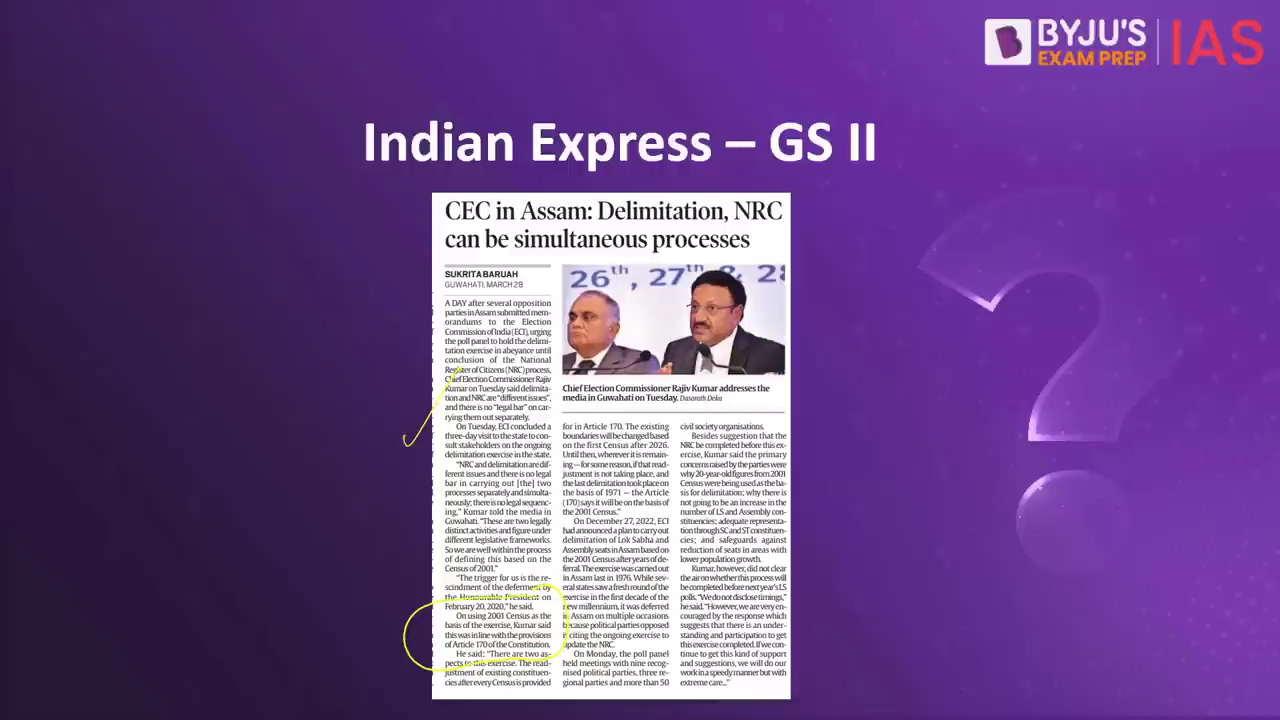 BYJU'S
EXAM PREP
IAS
Indian Express – GS II
CEC in Assam: Delimitation, NRC
can be simultaneous processes
SUKRITA BARUAH
GUWAHATI, MARCH 28
A DAY after several opposition
parties in Assam submitted mem-
orandums to the Election
Commission of India (ECI), urging
the poll panel to hold the delimi-
tation exercise in abeyance until
conclusion of the National
Register of Citizens (NRC) process,
Chief Election Commissioner Rajiv
Kumar on Tuesday said delimita-
tion and NRC are "different issues",
and there is no "legal bar" on car-
rying them out separately.
On Tuesday, ECI concluded a
three-day visit to the state to con-
sult stakeholders on the ongoing
delimitation exercise in the state.
"NRC and delimitation are dif-
ferent issues and there is no legal
bar in carrying out [the] two
processes separately and simulta-
neously; there is no legal sequenc-
ing," Kumar told the media in
Guwahati. "These are two legally
distinct activities and figure under
different legislative frameworks.
So we are well within the process
of defining this based on the
Census of 2001."
"The trigger for us is the re-
scindment of the deferment by
the Honourable President on
February 20, 2020," he said.
On using 2001 Census as the
basis of the exercise, Kumar said
this was in line with the provisions
of Article 170 of the Constitution.
He said: "There are two as-
pects to this exercise. The read-
justment of existing constituen-
cies after every Census is provided
26th, 27th & 28
Chief Election Commissioner Rajiv Kumar addresses the
media in Guwahati on Tuesday. Dasarath Deka
for in Article 170. The existing
boundaries will be changed based
on the first Census after 2026.
Until then, wherever it is remain-
ing — for some reason, if that read-
justment is not taking place, and
the last delimitation took place on
the basis of 1971 — the Article
(170) says it will be on the basis of
the 2001 Census."
On December 27, 2022, ECI
had announced a plan to carry out
delimitation of Lok Sabha and
Assembly seats in Assam based on
the 2001 Census after years of de-
ferral. The exercise was carried out
in Assam last in 1976. While sev-
eral states saw a fresh round of the
exercise in the first decade of the
new millennium, it was deferred
in Assam on multiple occasions
because political parties opposed
it citing the ongoing exercise to
update the NRC.
On Monday, the poll panel
held meetings with nine recog-
nised political parties, three re-
gional parties and more than 50
civil society organisations.
Besides suggestion that the
NRC be completed before this ex-
ercise, Kumar said the primary
concerns raised by the parties were
why 20-year-old figures from 2001
Census were being used as the ba-
sis for delimitation; why there is
not going to be an increase in the
number of LS and Assembly con-
stituencies; adequate representa-
tion through SC and ST constituen-
cies; and safeguards against
reduction of seats in areas with
lower population growth.
Kumar, however, did not clear
the air on whether this process will
be completed before next year's LS
polls. "We do not disclose timings,"
he said. "However, we are very en-
couraged by the response which
suggests that there is an under-
standing and participation to get
this exercise completed. If we con-
tinue to get this kind of support
and suggestions, we will do our
work in a speedy manner but with
extreme care..."